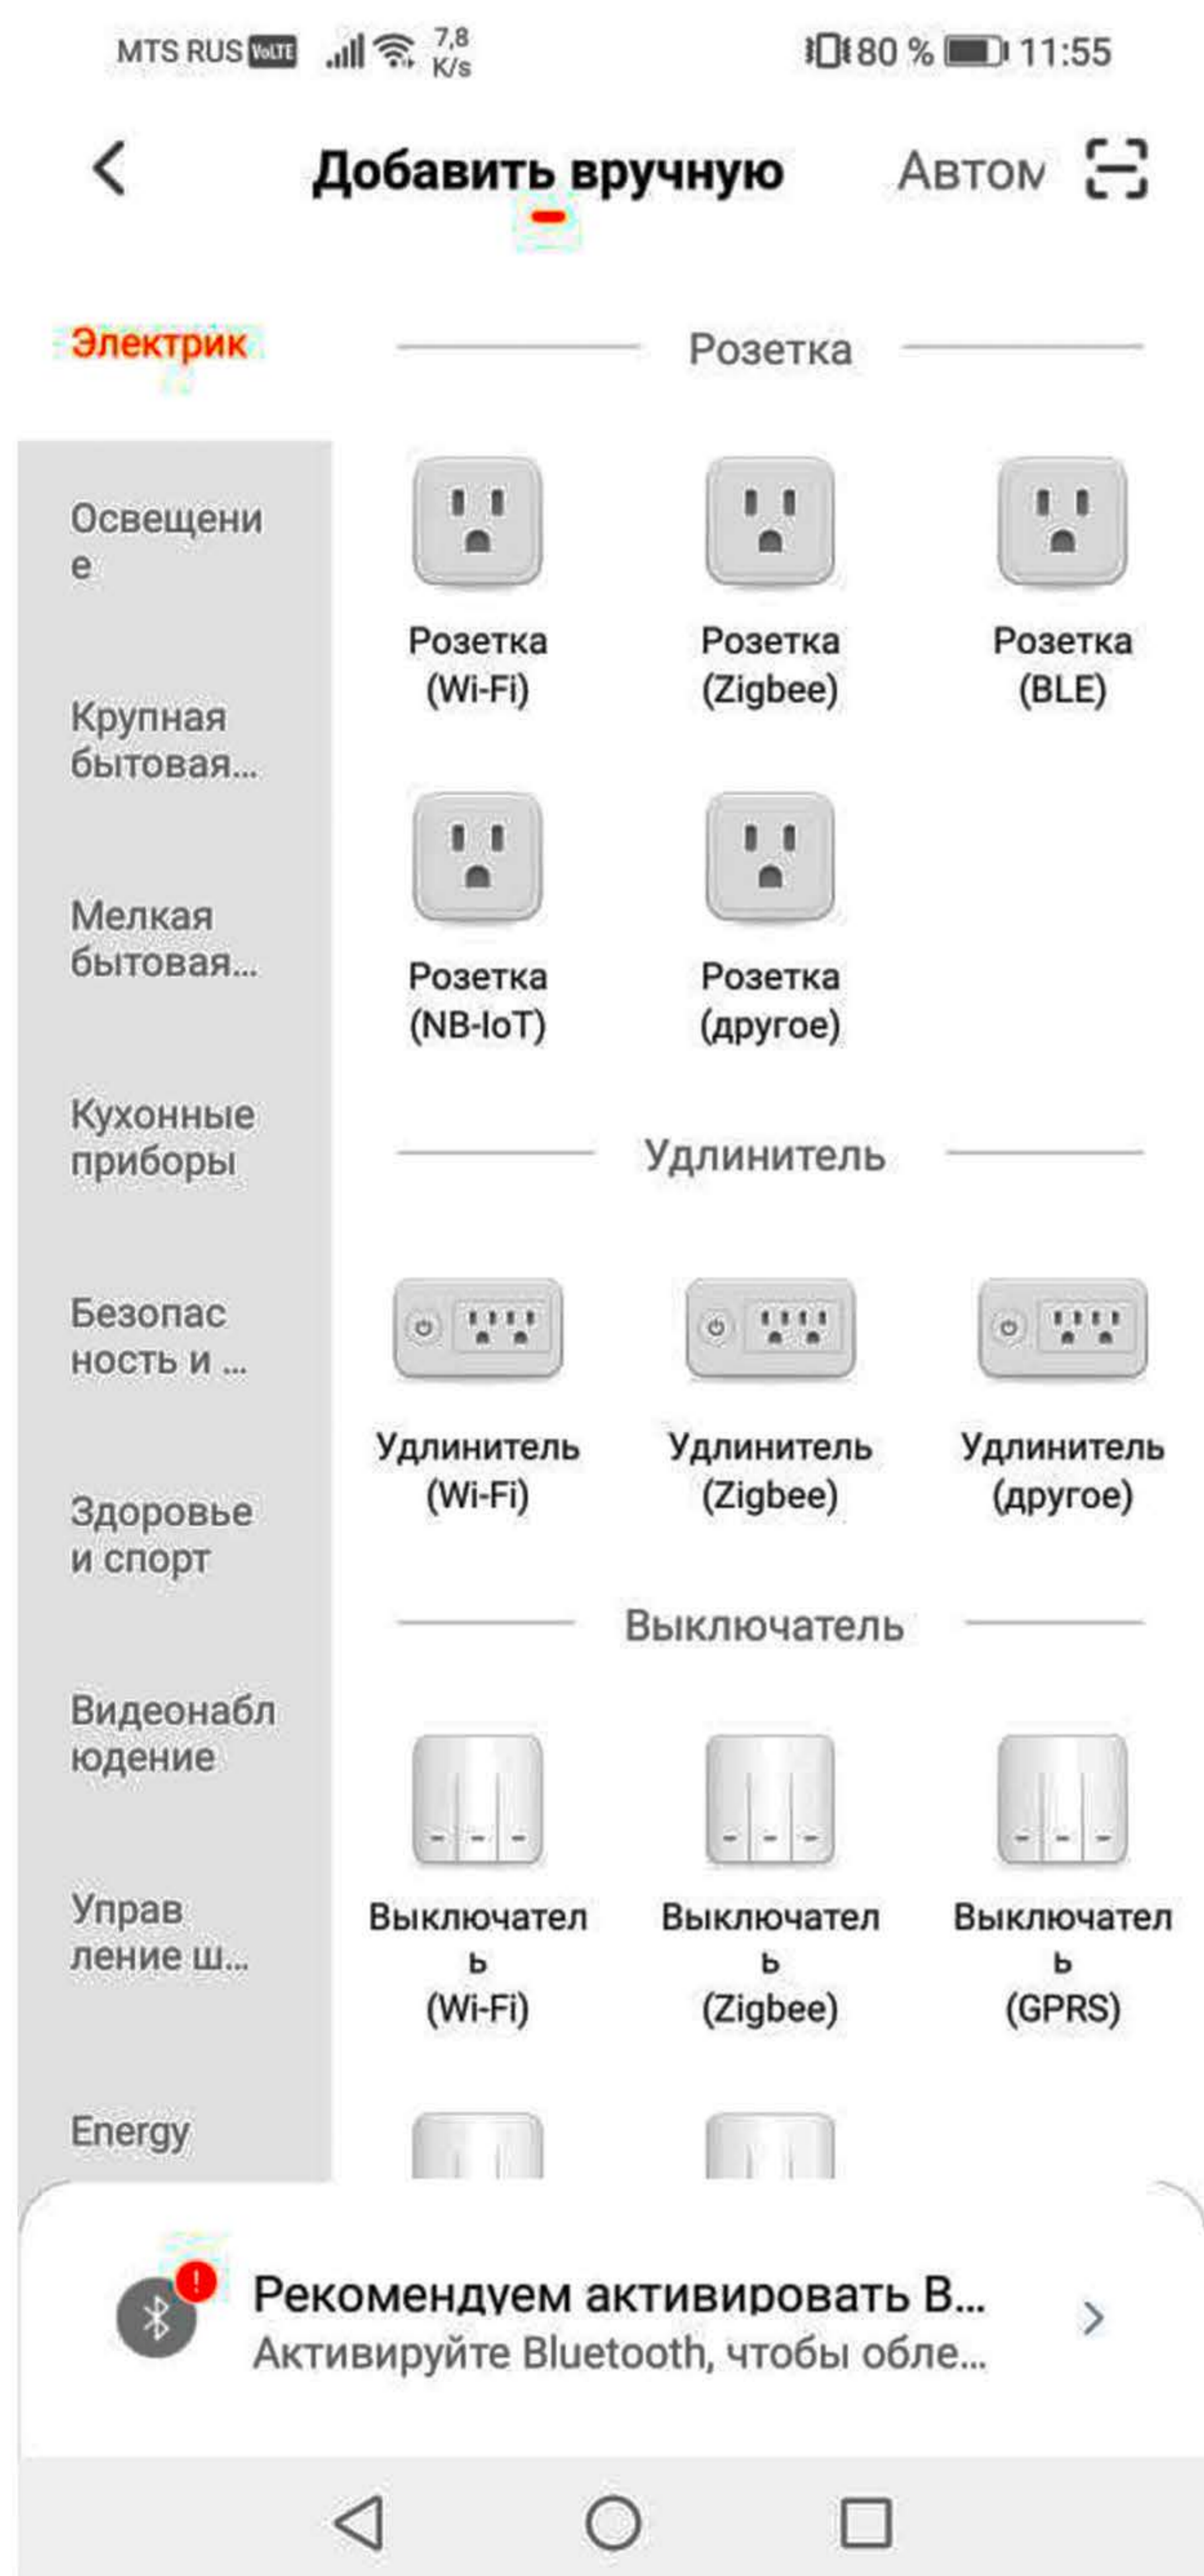 MTS RUS VoLTE 7,8 K/s 80 % 11:55
Добавить вручную Автом
Электрик
Розетка
Освещени
е
Розетка
(Wi-Fi)
Розетка
(Zigbee)
Розетка
(BLE)
Крупная
бытовая...
Мелкая
бытовая...
Розетка
(NB-IoT)
Розетка
(другое)
Кухонные
приборы
Удлинитель
Безопас
ность и ...
Удлинитель
(Wi-Fi)
Удлинитель
(Zigbee)
Удлинитель
(другое)
Здоровье
и спорт
Выключатель
Видеонабл
юдение
Управ
ление ш...
Выключател
ь
(Wi-Fi)
Выключател
ь
(Zigbee)
Выключател
ь
(GPRS)
Energy
Рекомендуем активировать B...
Активируйте Bluetooth, чтобы обле...